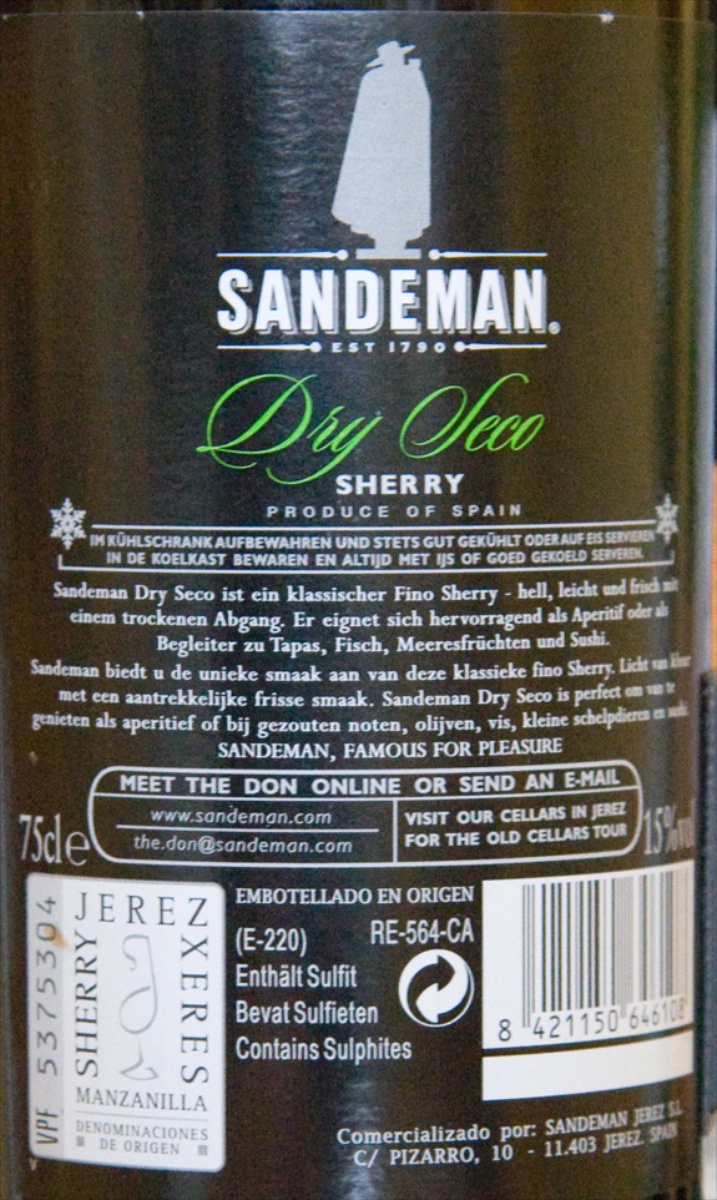 SANDEMAN.
EST 1790
Dry Seco
SHERRY
PRODUCE OF SPAIN
IM KÜHLSCHRANK AUFBEWAHREN UND STETS GUT GEKÜHLT ODER AUF EIS SERVIEREN
IN DE KOELKAST BEWAREN EN ALTIJD MET IJS OF GOED GEKOELD SERVEREN.
Sandeman Dry Seco ist ein klassischer Fino Sherry - hell, leicht und frisch mit
einem trockenen Abgang. Er eignet sich hervorragend als Aperitif oder als
Begleiter zu Tapas, Fisch, Meeresfrüchten und Sushi.
Sandeman biedt u de unieke smaak aan van deze klassieke fino Sherry. Licht van kleur
met een aantrekkelijke frisse smaak. Sandeman Dry Seco is perfect om van te
genieten als aperitief of bij gezouten noten, olijven, vis, kleine schelpdieren en
SANDEMAN, FAMOUS FOR PLEASURE
MEET THE DON ONLINE OR SEND AN E-MAIL
www.sandeman.com
the.don@sandeman.com
VISIT OUR CELLARS IN JEREZ
FOR THE OLD CELLARS TOUR
75cl e
15%vol
VPF 5375304
JEREZ
XERES
SHERRY
MANZANILLA
DENOMINACIONES
DE ORIGEN
EMBOTELLADO EN ORIGEN
(E-220) RE-564-CA
Enthält Sulfit
Bevat Sulfieten
Contains Sulphites
8 421150 646108
Comercializado por: SANDEMAN JEREZ S.L.
C/ PIZARRO, 10 - 11.403 JEREZ. SPAIN